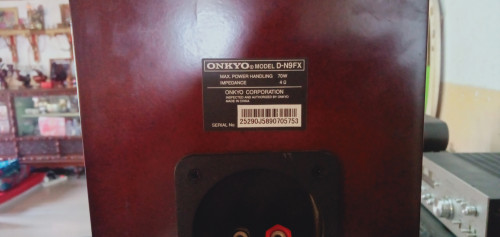 ONKYO® MODEL D-N9FX
MAX. POWER HANDLING 70W
IMPEDANCE 4 Ω
ONKYO CORPORATION
INSPECTED AND AUTHORIZED BY ONKYO
MADE IN CHINA
SERIAL No. 25290J5890705753